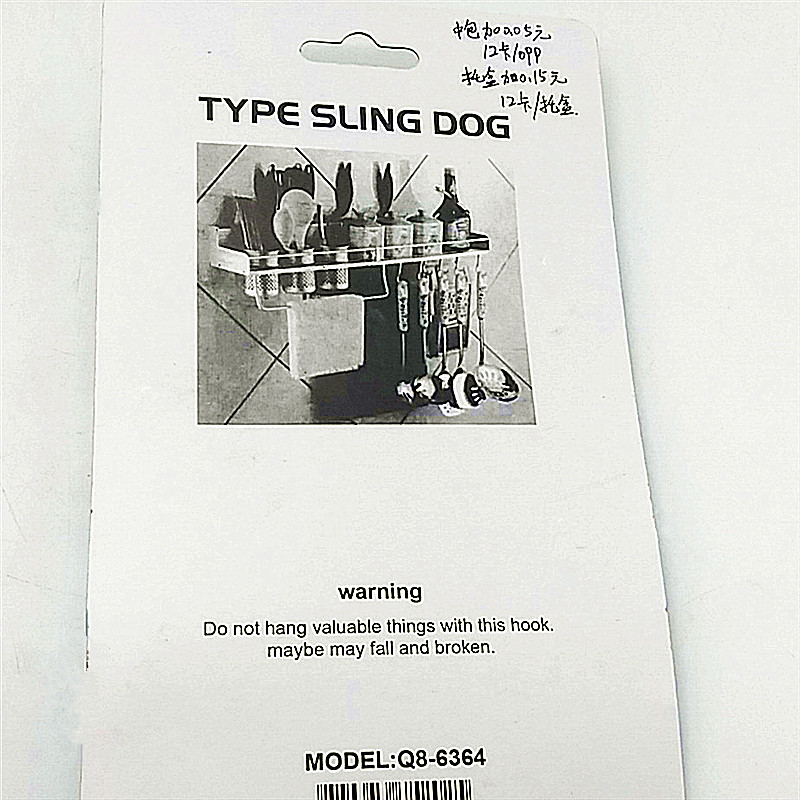 中包加0.05元
12卡/OPP
托盒加0.15元
12卡/托盒.
TYPE SLING DOG
warning
Do not hang valuable things with this hook.
maybe may fall and broken.
MODEL:Q8-6364